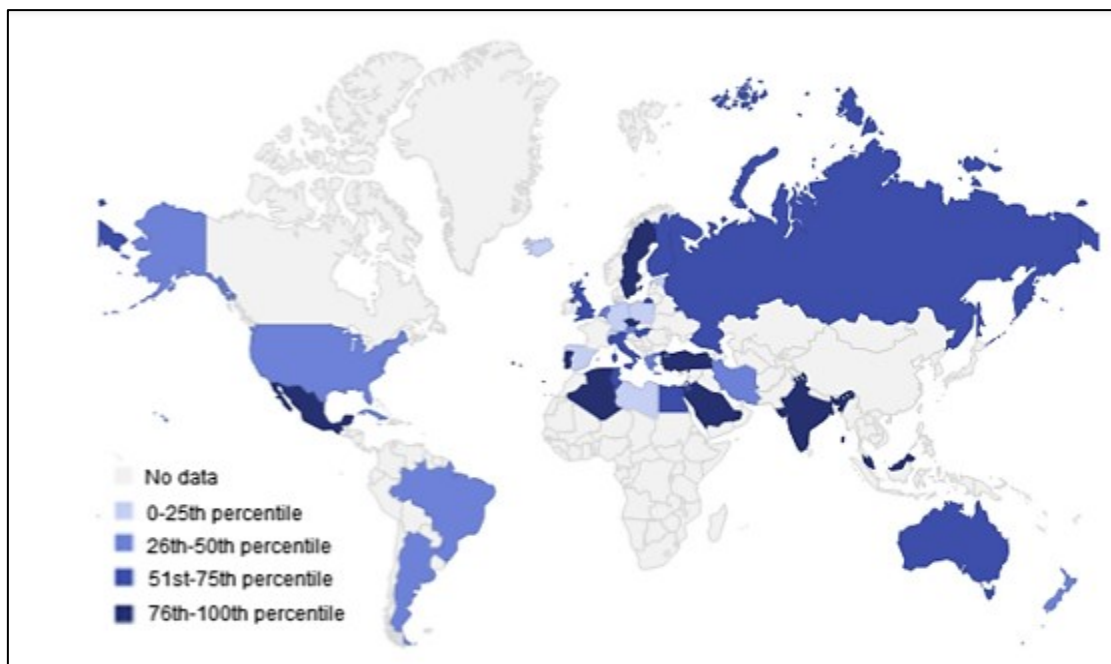 No data
0-25th percentile
26th-50th percentile
51st-75th percentile
76th-100th percentile